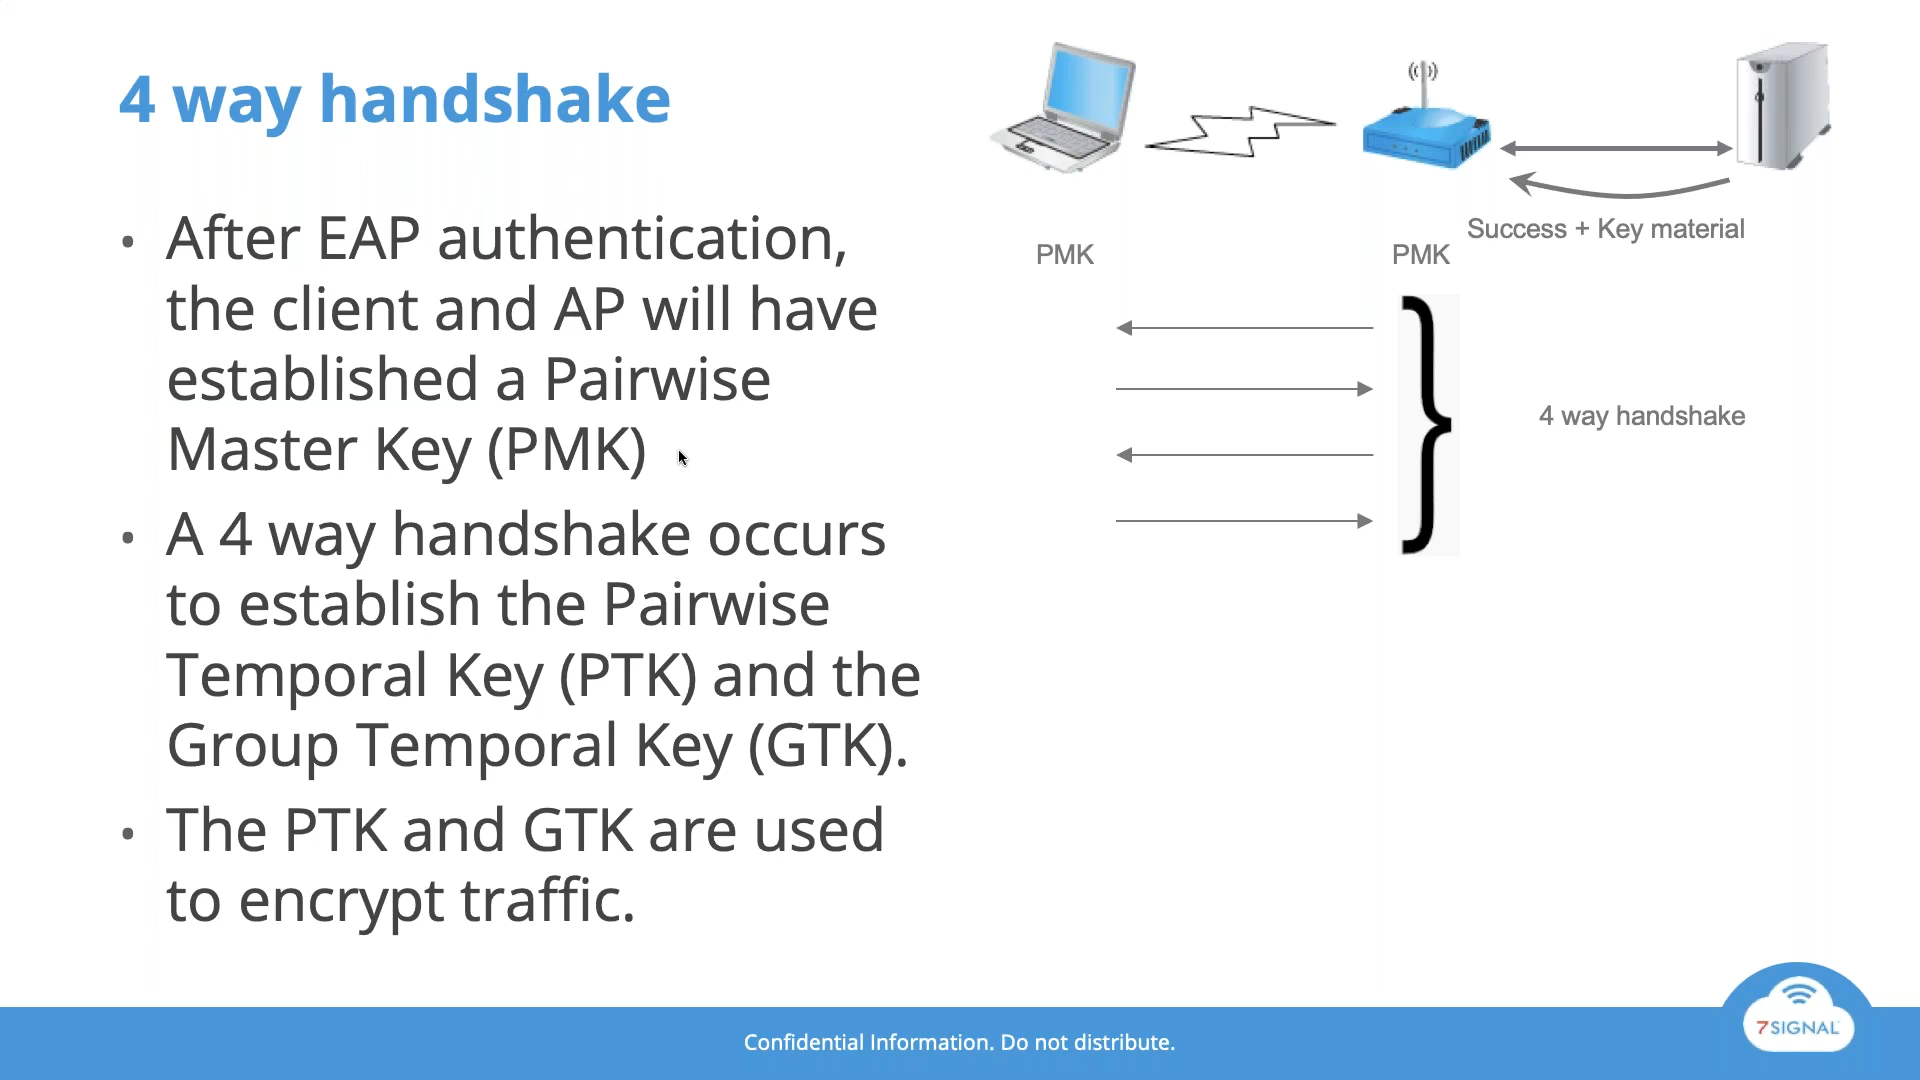 4 way handshake
• After EAP authentication,
the client and AP will have
established a Pairwise
Master Key (PMK)
• A 4 way handshake occurs
to establish the Pairwise
Temporal Key (PTK) and the
Group Temporal Key (GTK).
• The PTK and GTK are used
to encrypt traffic.
Success + Key material
PMK
PMK
4 way handshake
Confidential Information. Do not distribute.
7SIGNAL